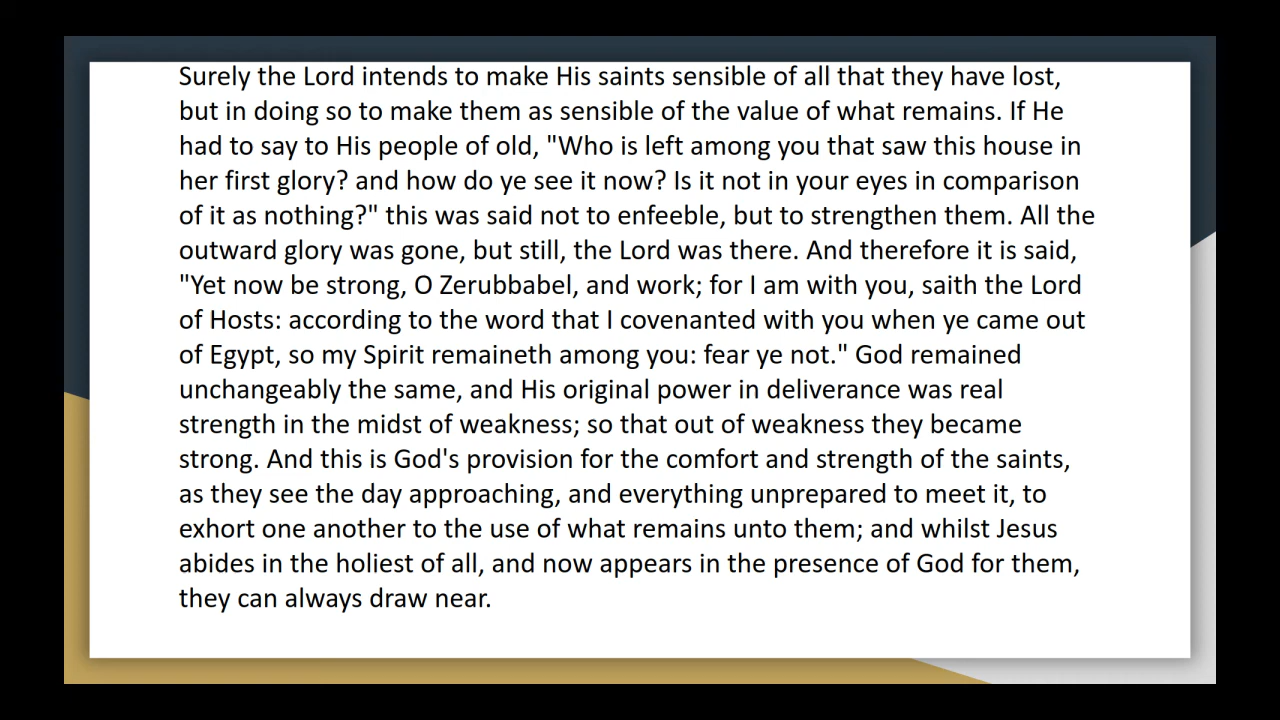 Surely the Lord intends to make His saints sensible of all that they have lost,
but in doing so to make them as sensible of the value of what remains. If He
had to say to His people of old, "Who is left among you that saw this house in
her first glory? and how do ye see it now? Is it not in your eyes in comparison
of it as nothing?" this was said not to enfeeble, but to strengthen them. All the
outward glory was gone, but still, the Lord was there. And therefore it is said,
"Yet now be strong, O Zerubbabel, and work; for I am with you, saith the Lord
of Hosts: according to the word that I covenanted with you when ye came out
of Egypt, so my Spirit remaineth among you: fear ye not." God remained
unchangeably the same, and His original power in deliverance was real
strength in the midst of weakness; so that out of weakness they became
strong. And this is God's provision for the comfort and strength of the saints,
as they see the day approaching, and everything unprepared to meet it, to
exhort one another to the use of what remains unto them; and whilst Jesus
abides in the holiest of all, and now appears in the presence of God for them,
they can always draw near.